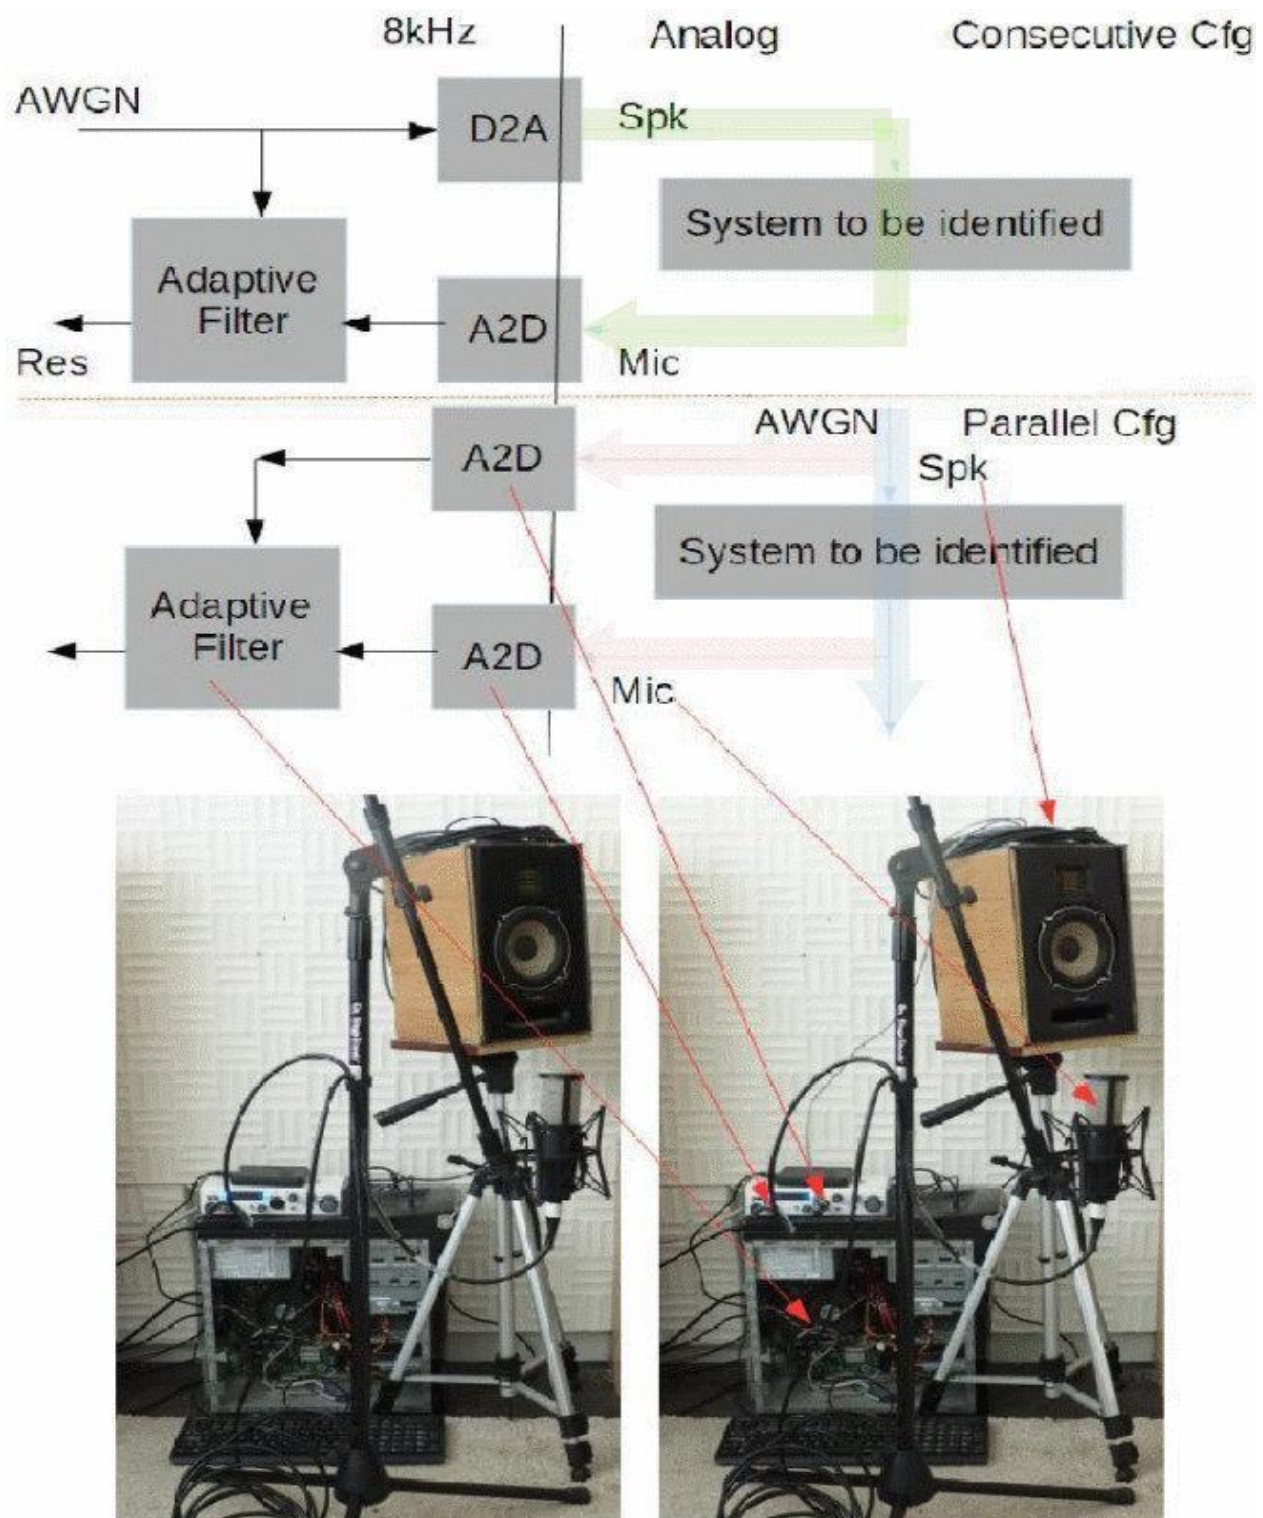 8kHz
Analog
Consecutive Cfg
AWGN
D2A
Spk
System to be identified
Adaptive
Filter
A2D
Res
Mic
AWGN
Parallel Cfg
A2D
Spk
System to be identified
Adaptive
Filter
A2D
Mic